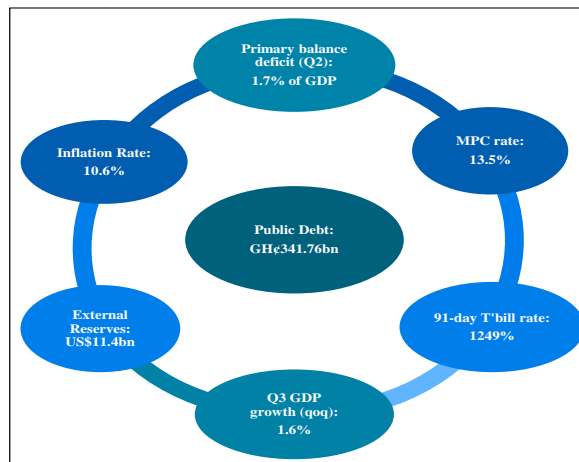 Primary balance
deficit (Q2):
1.7% of GDP
Inflation Rate:
10.6%
MPC rate:
13.5%
Public Debt:
GH¢341.76bn
External
Reserves:
US$11.4bn
91-day T'bill rate:
1249%
Q3 GDP
growth (qoq):
1.6%